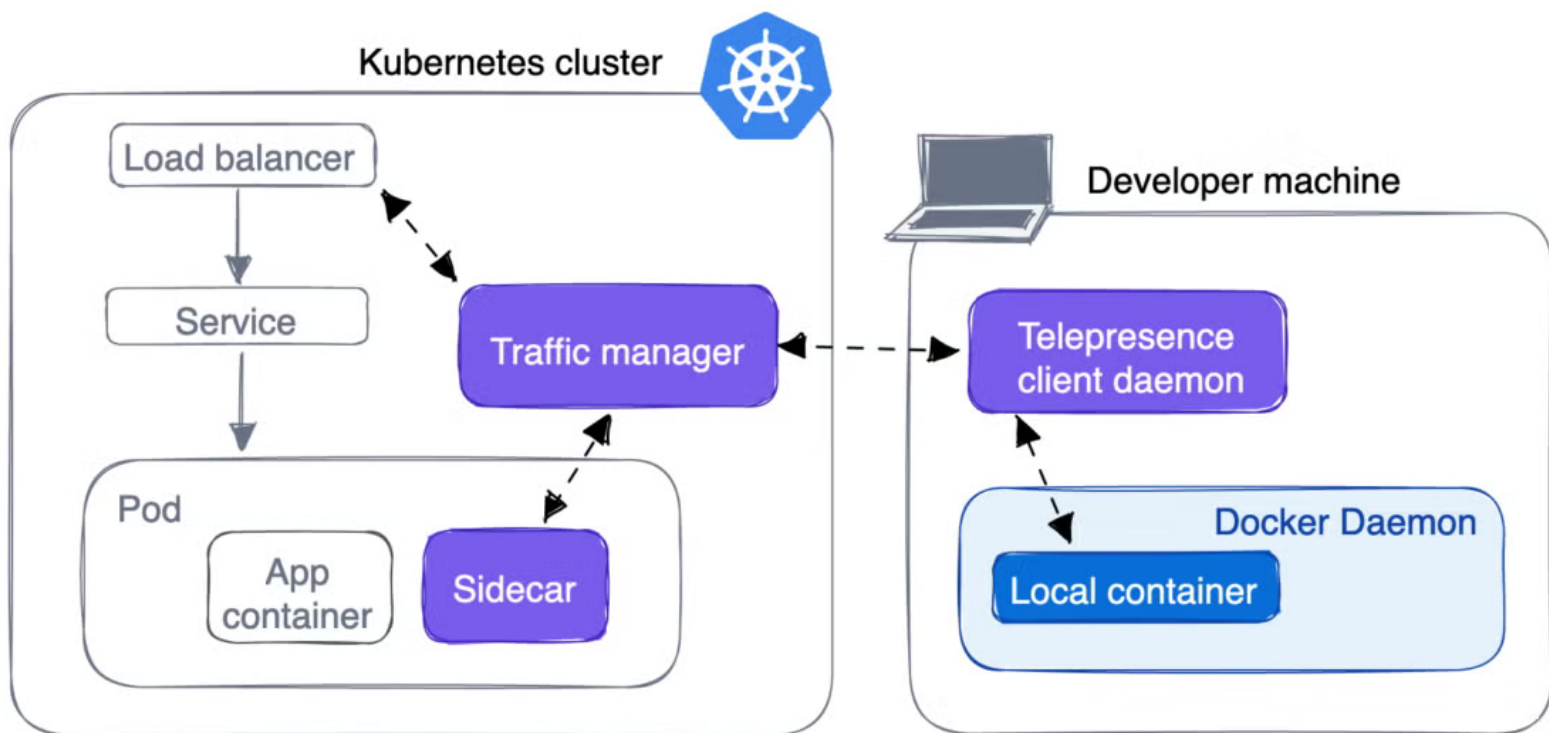 Kubernetes cluster
Load balancer
Service
Traffic manager
Pod
App
container
Sidecar
Developer machine
Telepresence
client daemon
Docker Daemon
Local container